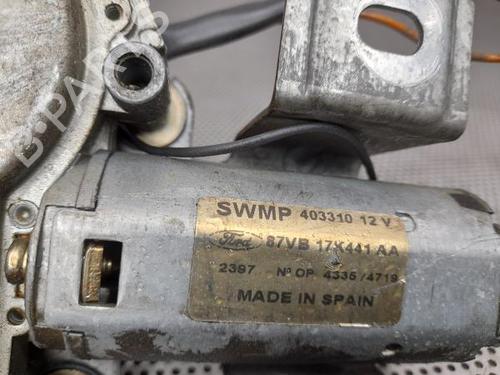 B-PARTS
SWMP 403310 12 V
Ford 87VB 17K441 AA
2397 Nº OP. 4335/4719
MADE IN SPAIN